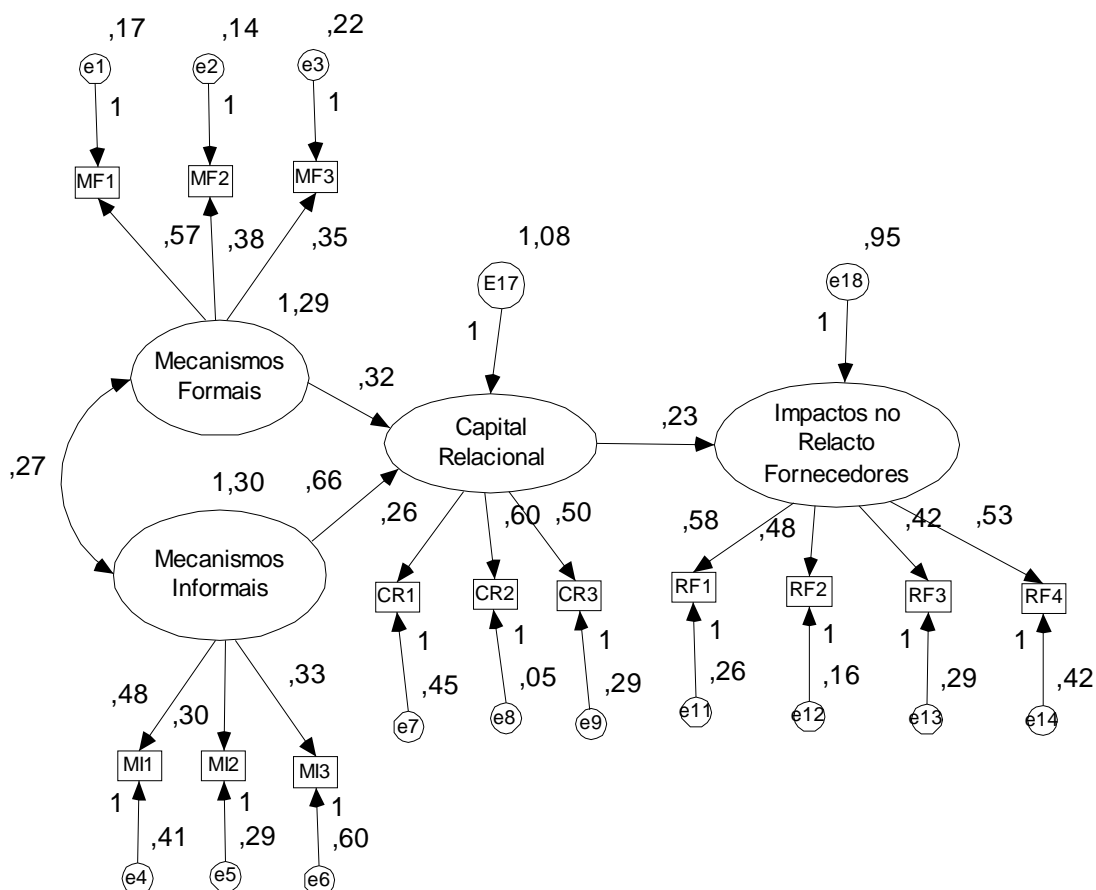 ,17 ,14 ,22
e1 e2 e3
1 1 1
MF1 MF2 MF3
,57 ,38 ,35
1,08 ,95
E17 e18
1,29
1 1
Mecanismos
Formais
,32
Capital
Relacional
,23
Impactos no
Relacto
Fornecedores
,27
1,30 ,66
Mecanismos
Informais
,26 ,60 ,50
,58 ,48 ,42 ,53
CR1 CR2 CR3
RF1 RF2 RF3 RF4
1 1 1
1 1 1 1
,45 ,05 ,29
,26 ,16 ,29 ,42
e7 e8 e9
e11 e12 e13 e14
,48 ,30 ,33
MI1 MI2 MI3
1 1 1
,41 ,29 ,60
e4 e5 e6